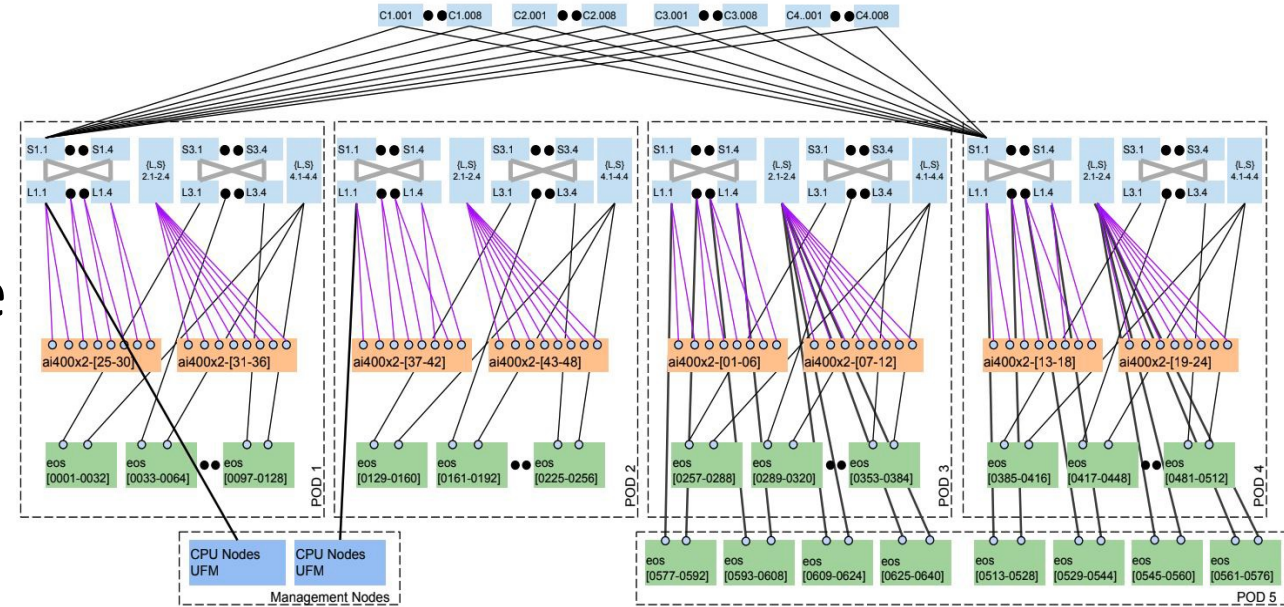 C1.001 C1.008 C2.001 C2.008 C3.001 C3.008 C4..001 C4.008
S1.1 S1.4 {L,S} 2.1-2.4 S3.1 S3.4 {L,S} 4.1-4.4
L1.1 L1.4 L3.1 L3.4
ai400x2-[25-30] ai400x2-[31-36]
eos [0001-0032] eos [0033-0064] eos [0097-0128]
POD 1
S1.1 S1.4 {L,S} 2.1-2.4 S3.1 S3.4 {L,S} 4.1-4.4
L1.1 L1.4 L3.1 L3.4
ai400x2-[37-42] ai400x2-[43-48]
eos [0129-0160] eos [0161-0192] eos [0225-0256]
POD 2
S1.1 S1.4 {L,S} 2.1-2.4 S3.1 S3.4 {L,S} 4.1-4.4
L1.1 L1.4 L3.1 L3.4
ai400x2-[01-06] ai400x2-[07-12]
eos [0257-0288] eos [0289-0320] eos [0353-0384]
POD 3
S1.1 S1.4 {L,S} 2.1-2.4 S3.1 S3.4 {L,S} 4.1-4.4
L1.1 L1.4 L3.1 L3.4
ai400x2-[13-18] ai400x2-[19-24]
eos [0385-0416] eos [0417-0448] eos [0481-0512]
POD 4
e
CPU Nodes CPU Nodes
UFM UFM
Management Nodes
eos eos eos eos eos eos eos eos
[0577-0592] [0593-0608] [0609-0624] [0625-0640] [0513-0528] [0529-0544] [0545-0560] [0561-0576]
POD 5